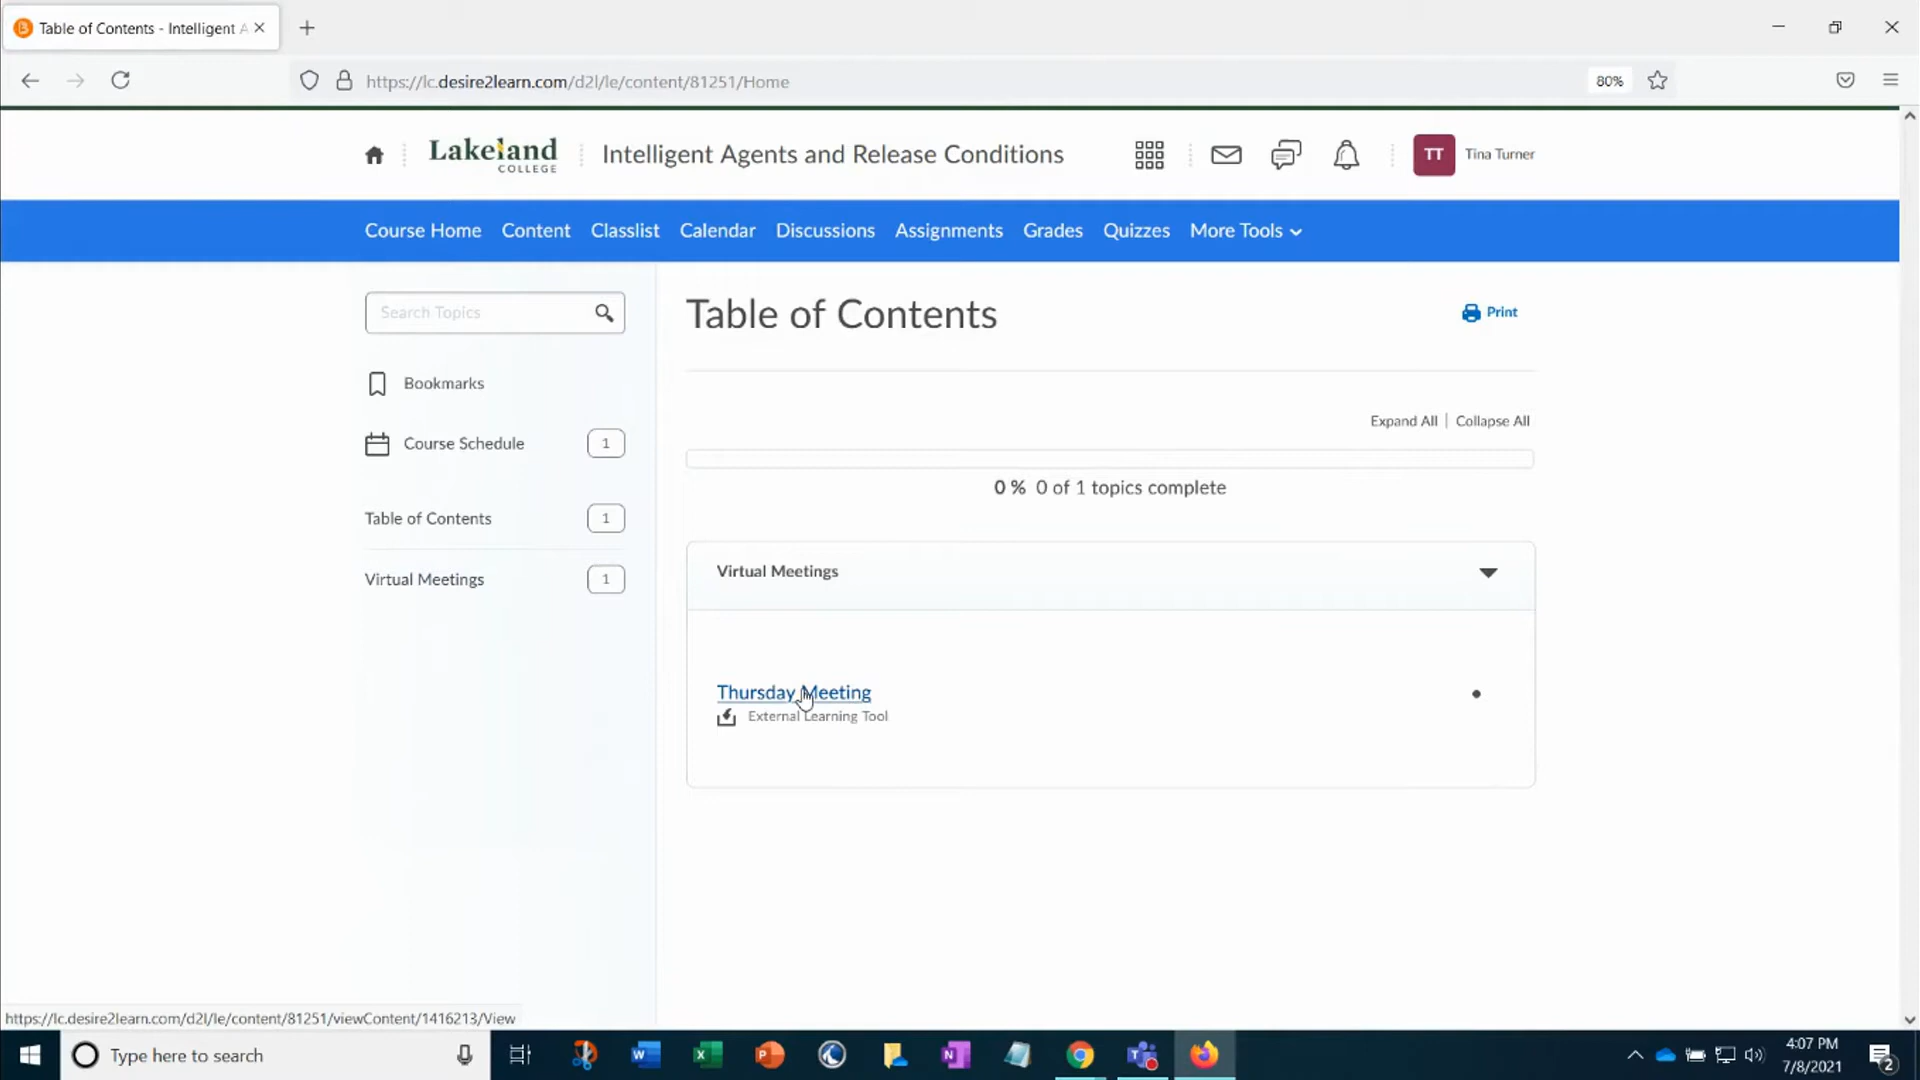 Table of Contents - Intelligent A
https://lc.desire2learn.com/d2l/le/content/81251/Home
80%
Lakeland
COLLEGE
Intelligent Agents and Release Conditions
TT
Tina Turner
Course Home
Content
Classlist
Calendar
Discussions
Assignments
Grades
Quizzes
More Tools
Search Topics
Bookmarks
Course Schedule
1
Table of Contents
1
Virtual Meetings
1
Table of Contents
Print
Expand All | Collapse All
0 % 0 of 1 topics complete
Virtual Meetings
Thursday Meeting
External Learning Tool
https://lc.desire2learn.com/d2l/le/content/81251/viewContent/1416213/View
Type here to search
4:07 PM
7/8/2021
2